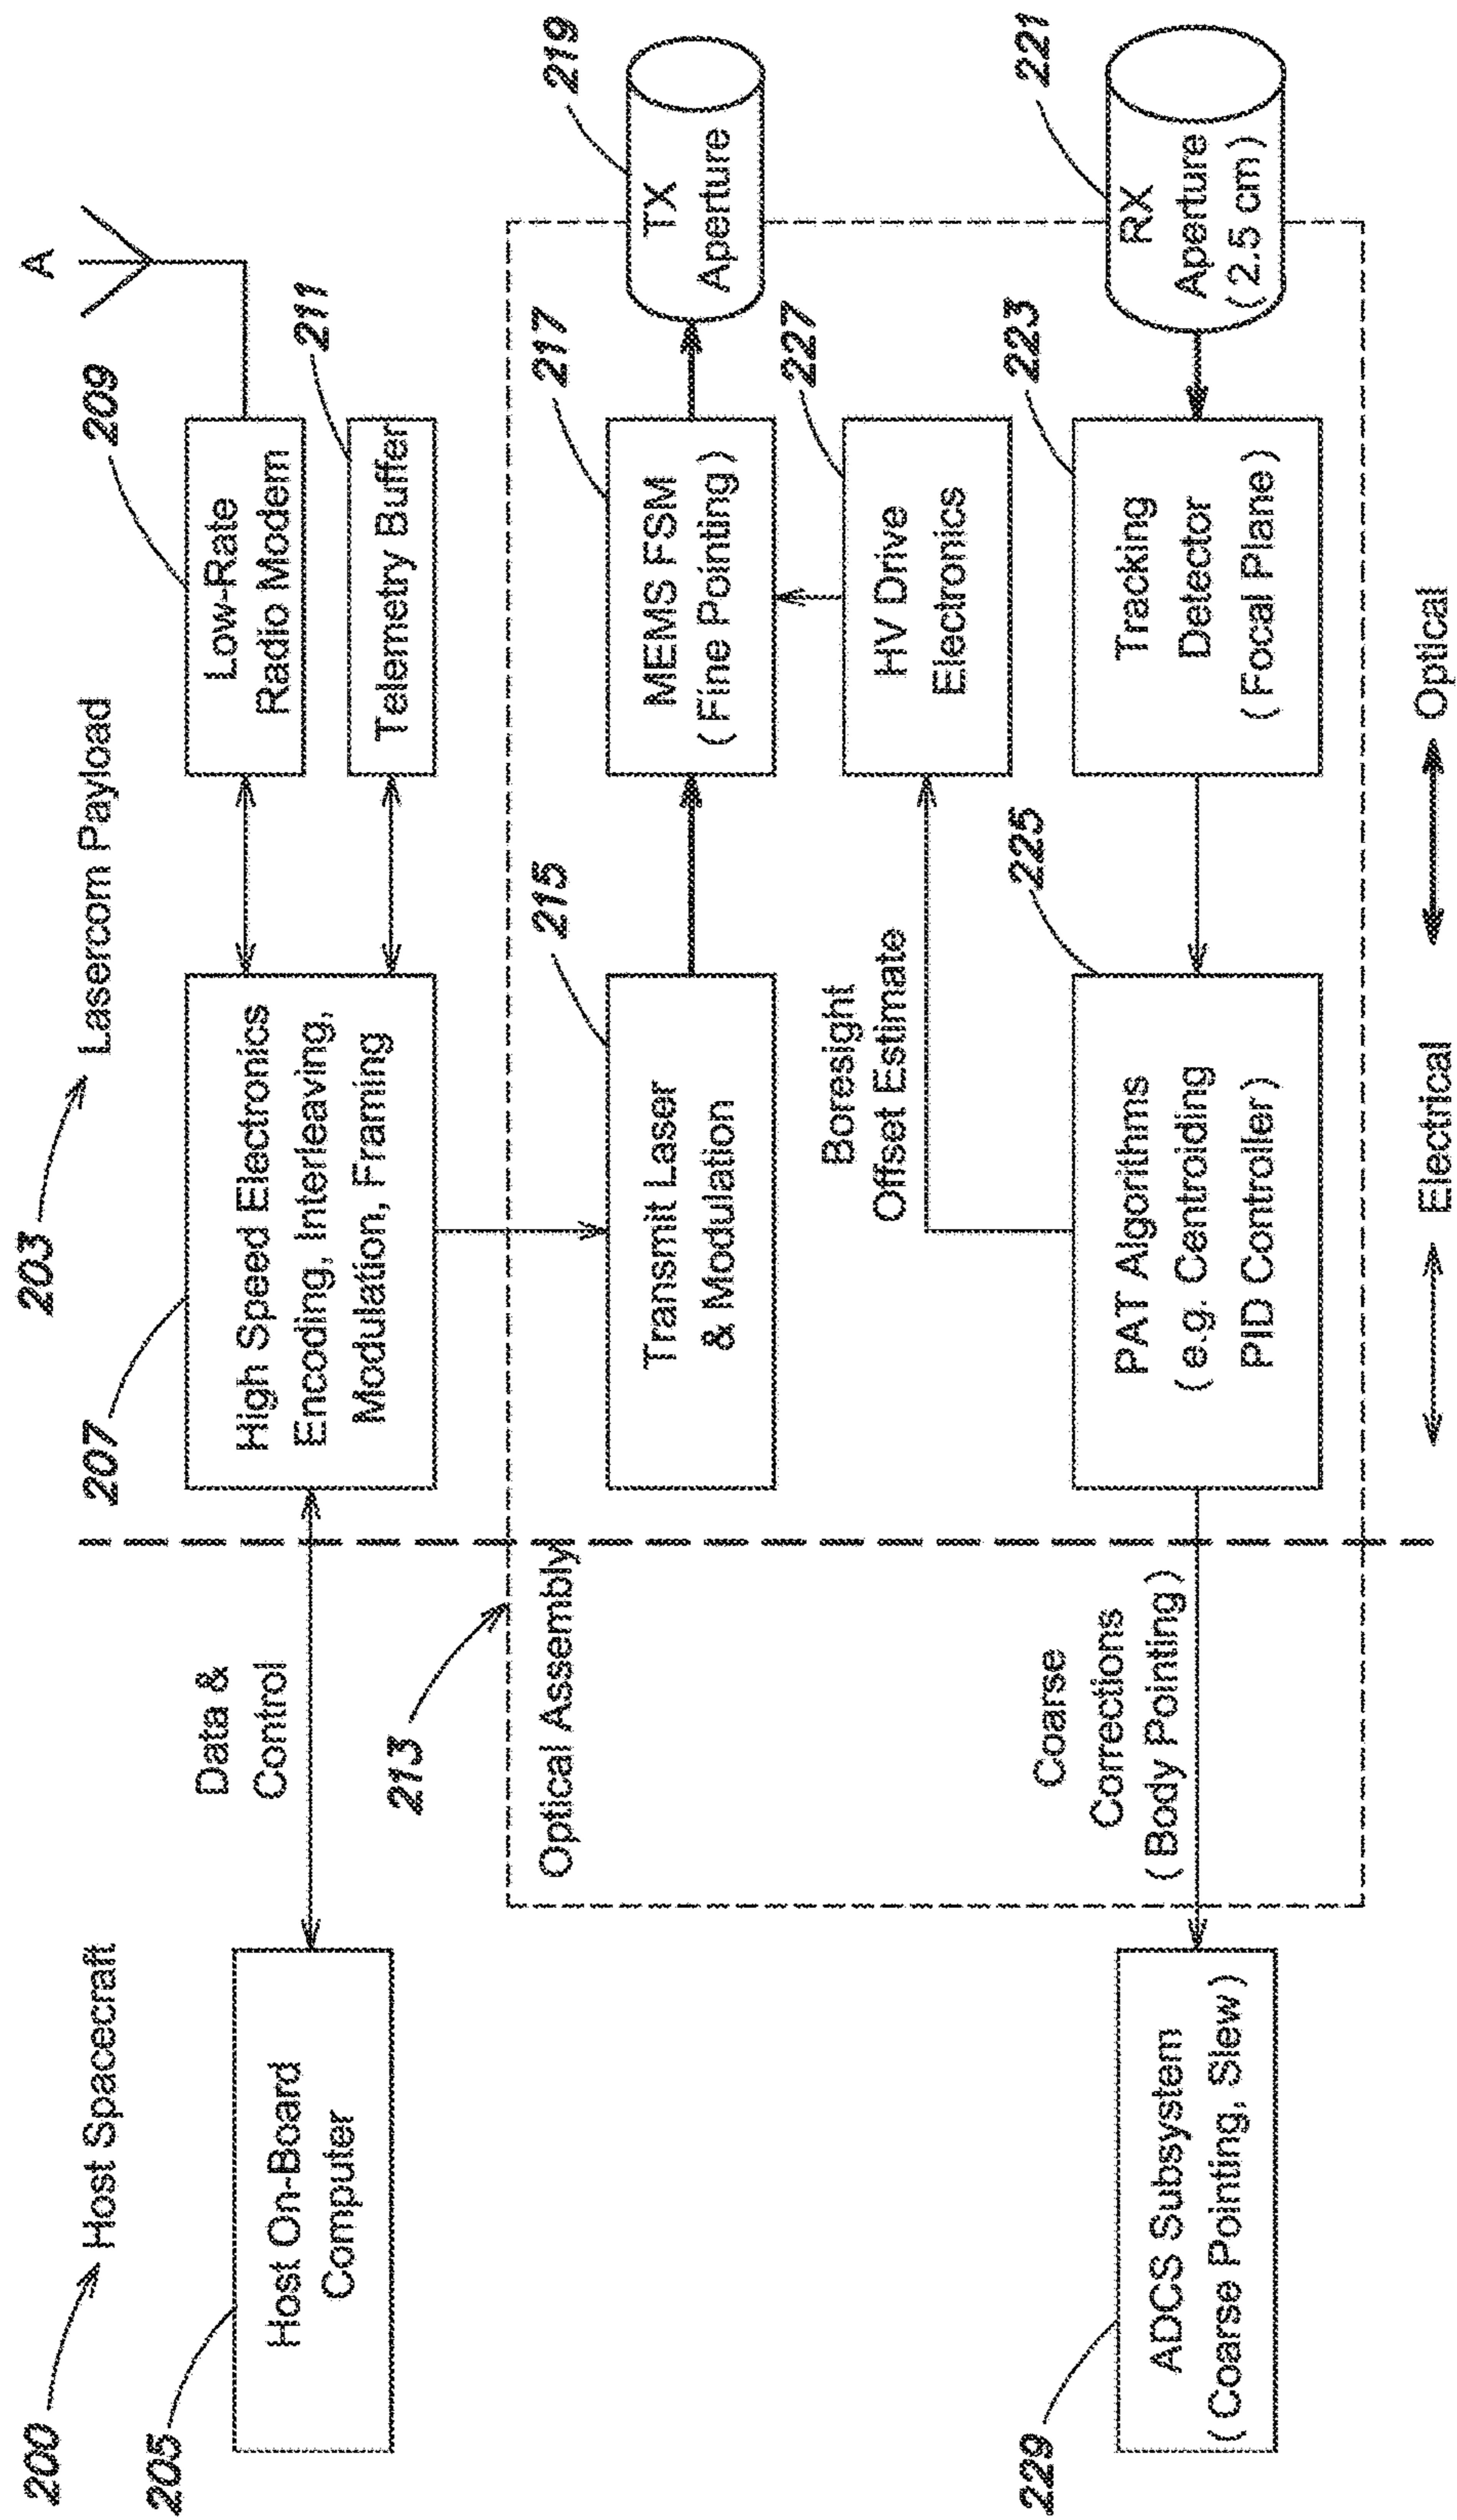 200
Host Spacecraft
203
Lasercom Payload
A
205
Host On-Board
Computer
Data &
Control
207
High Speed Electronics
Encoding, Interleaving,
Modulation, Framing
209
Low-Rate
Radio Modem
211
Telemetry Buffer
213
Optical Assembly
215
Transmit Laser
& Modulation
217
MEMS FSM
( Fine Pointing )
219
TX
Aperture
Boresight
Offset Estimate
227
HV Drive
Electronics
229
ADCS Subsystem
( Coarse Pointing, Slew )
Coarse
Corrections
( Body Pointing )
225
PAT Algorithms
( e.g. Centroiding
PID Controller )
223
Tracking
Detector
( Focal Plane )
221
RX
Aperture
( 2.5 cm )
Electrical
Optical